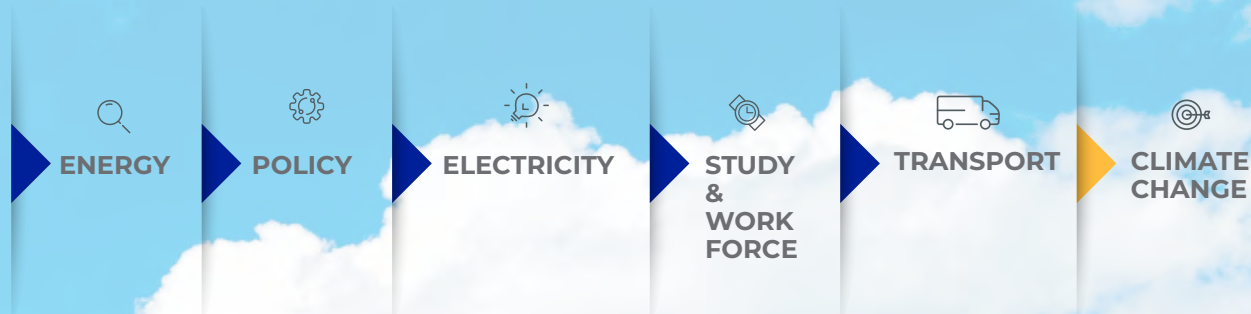 ENERGY
POLICY
ELECTRICITY
STUDY
&
WORK
FORCE
TRANSPORT
CLIMATE
CHANGE